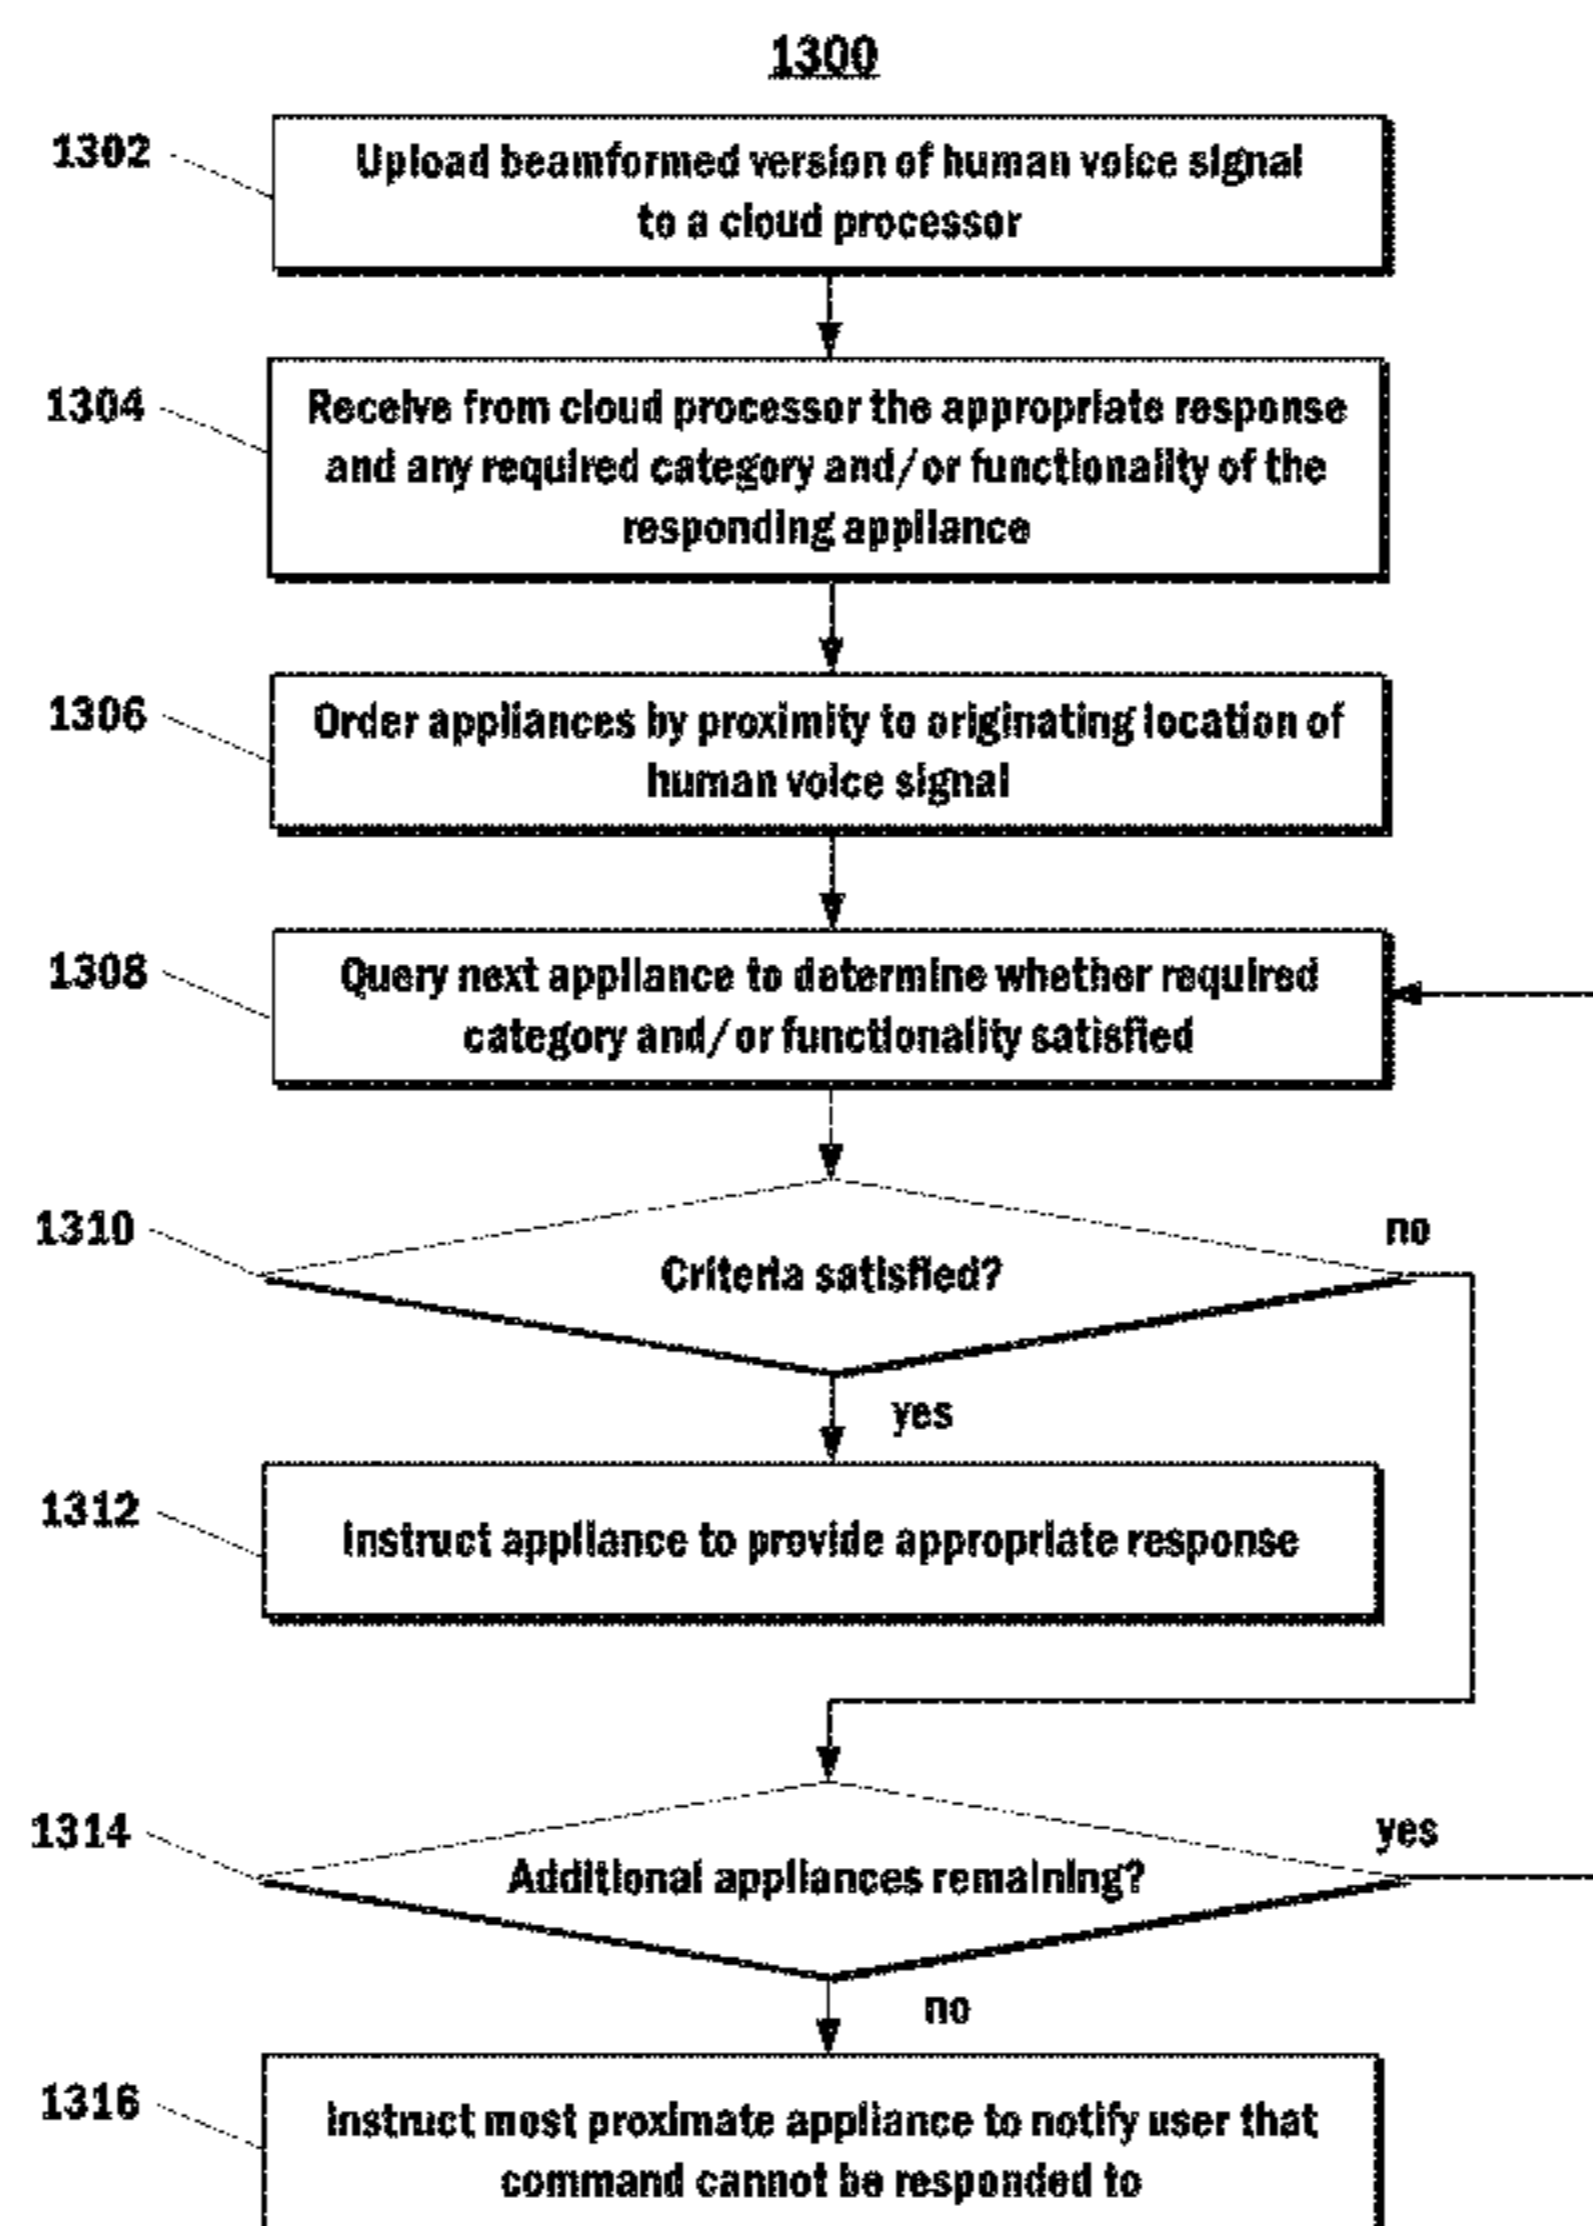 1300
1302
Upload beamformed version of human voice signal
to a cloud processor
1304
Receive from cloud processor the appropriate response
and any required category and/or functionality of the
responding appliance
1306
Order appliances by proximity to originating location of
human voice signal
1308
Query next appliance to determine whether required
category and/or functionality satisfied
1310
Criteria satisfied?
no
yes
1312
Instruct appliance to provide appropriate response
1314
Additional appliances remaining?
yes
no
1316
Instruct most proximate appliance to notify user that
command cannot be responded to